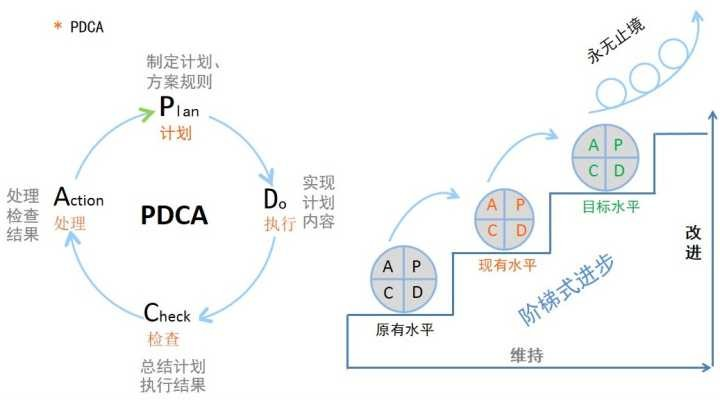 * PDCA
制定计划、
方案规则
Plan
计划
Do
执行
实现
计划
内容
Check
检查
总结计划
执行结果
Action
处理
处理
检查
结果
PDCA
A P
C D
原有水平
A P
C D
现有水平
A P
C D
目标水平
永无止境
阶梯式进步
维持
改进